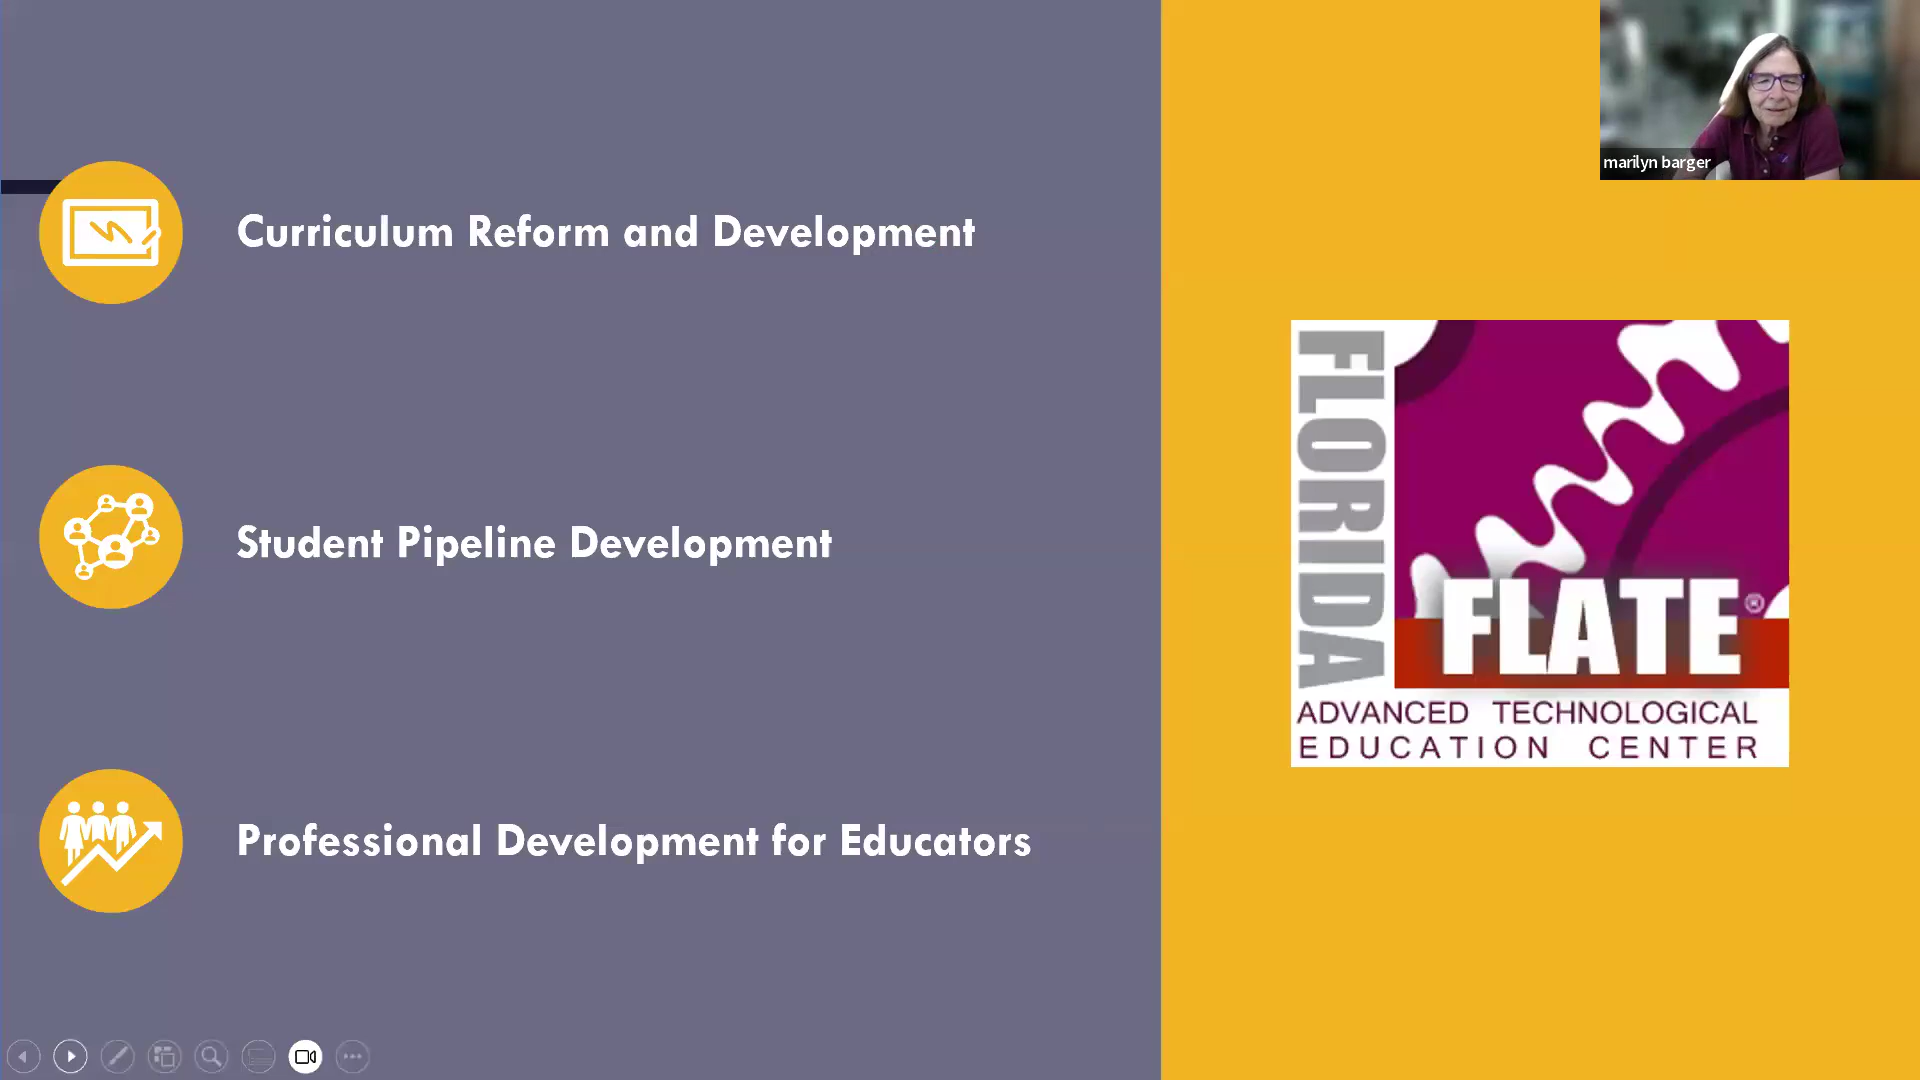 marilyn barger
Curriculum Reform and Development
Student Pipeline Development
Professional Development for Educators
FLORIDA
FLATE®
ADVANCED TECHNOLOGICAL
EDUCATION CENTER